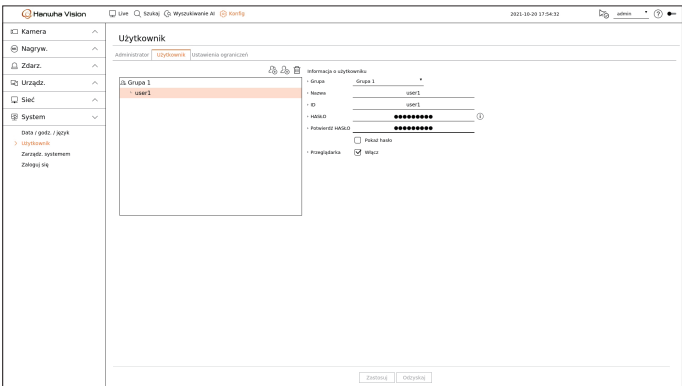 Hanwha Vision
Live Szukaj Wyszukiwanie AI Konfig
2021-10-20 17:54:32
admin
Kamera
Nagryw.
Zdarz.
Urządz.
Sieć
System
Data / godz. / język
Użytkownik
Zarządz. systemem
Zaloguj się
Użytkownik
Administrator Użytkownik Ustawienia ograniczeń
Grupa 1
user1
Informacja o użytkowniku
Grupa Grupa 1
Nazwa user1
ID user1
HASŁO ●●●●●●●●●
Potwierdź HASŁO ●●●●●●●●●
Pokaż hasło
Przeglądarka Włącz
Zastosuj Odzyskaj